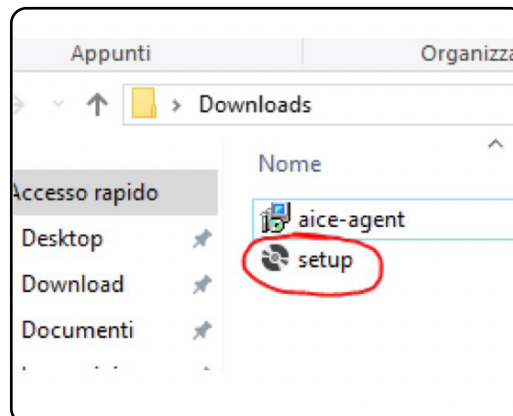 Appunti
Organizza
Downloads
Nome
Accesso rapido
aice-agent
Desktop
setup
Download
Documenti